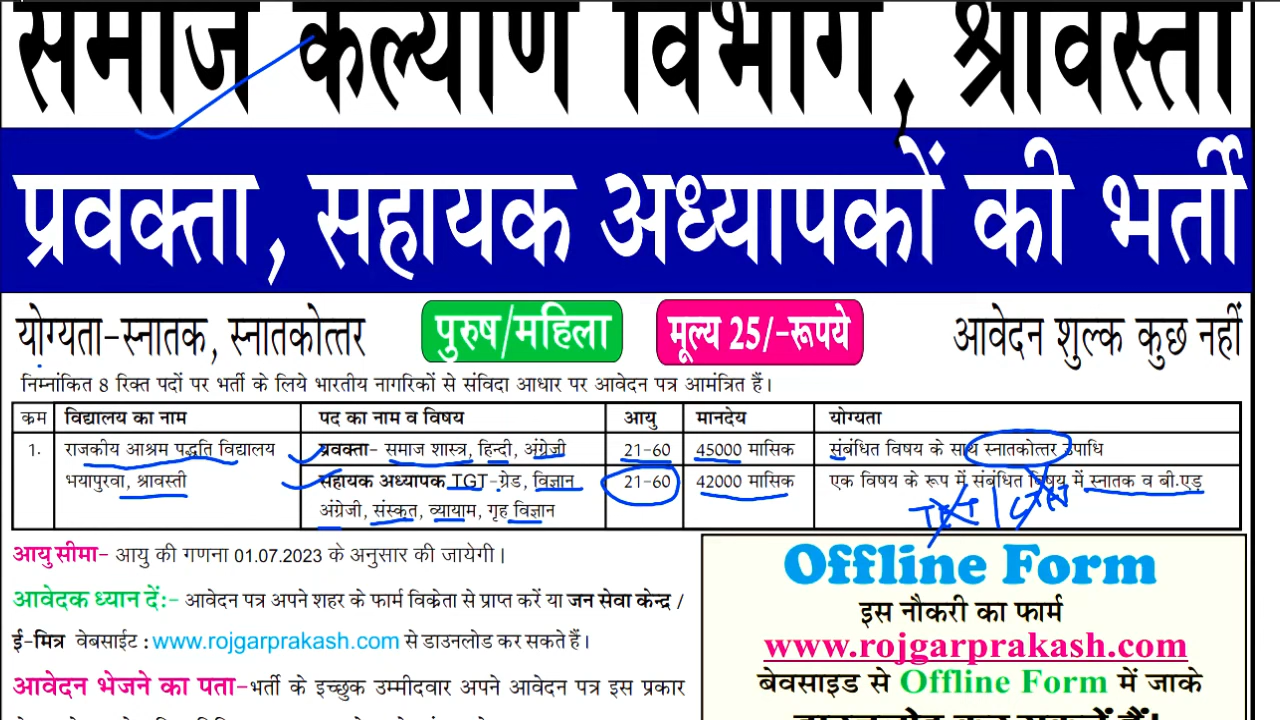 समाज कल्याण विभाग, श्रावस्ती
प्रवक्ता, सहायक अध्यापकों की भर्ती
योग्यता-स्नातक, स्नातकोत्तर पुरुष/महिला मूल्य 25/-रूपये आवेदन शुल्क कुछ नहीं
निम्नांकित 8 रिक्त पदों पर भर्ती के लिये भारतीय नागरिकों से संविदा आधार पर आवेदन पत्र आमंत्रित हैं।
क्रम विद्यालय का नाम पद का नाम व विषय आयु मानदेय योग्यता
1. राजकीय आश्रम पद्धति विद्यालय प्रवक्ता- समाज शास्त्र, हिन्दी, अंग्रेजी 21-60 45000 मासिक संबंधित विषय के साथ स्नातकोत्तर उपाधि
भयापुरवा, श्रावस्ती सहायक अध्यापक TGT-ग्रेड, विज्ञान 21-60 42000 मासिक एक विषय के रूप में संबंधित विषय में स्नातक व बी.एड
अंग्रेजी, संस्कृत, व्यायाम, गृह विज्ञान
आयु सीमा- आयु की गणना 01.07.2023 के अनुसार की जायेगी।
आवेदक ध्यान दें:- आवेदन पत्र अपने शहर के फार्म विक्रेता से प्राप्त करें या जन सेवा केन्द्र /
ई-मित्र वेबसाईट : www.rojgarprakash.com से डाउनलोड कर सकते हैं।
आवेदन भेजने का पता-भर्ती के इच्छुक उम्मीदवार अपने आवेदन पत्र इस प्रकार
Offline Form
इस नौकरी का फार्म
www.rojgarprakash.com
बेवसाइड से Offline Form में जाके